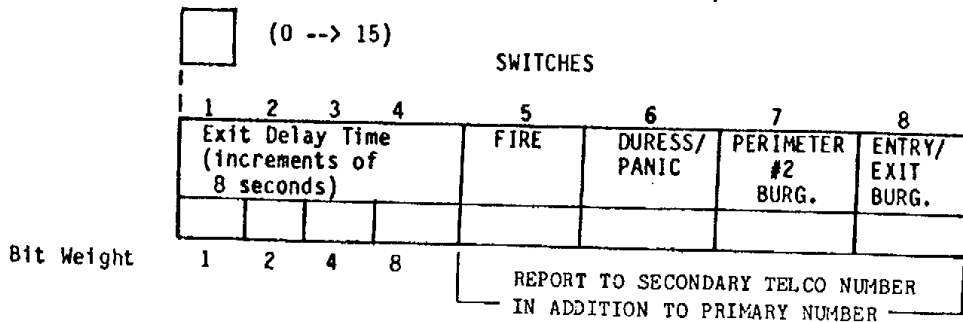 (0 --> 15)
SWITCHES
1 2 3 4 5 6 7 8
Exit Delay Time
(increments of
8 seconds)
FIRE
DURESS/
PANIC
PERIMETER
#2
BURG.
ENTRY/
EXIT
BURG.
Bit Weight 1 2 4 8
REPORT TO SECONDARY TELCO NUMBER
IN ADDITION TO PRIMARY NUMBER